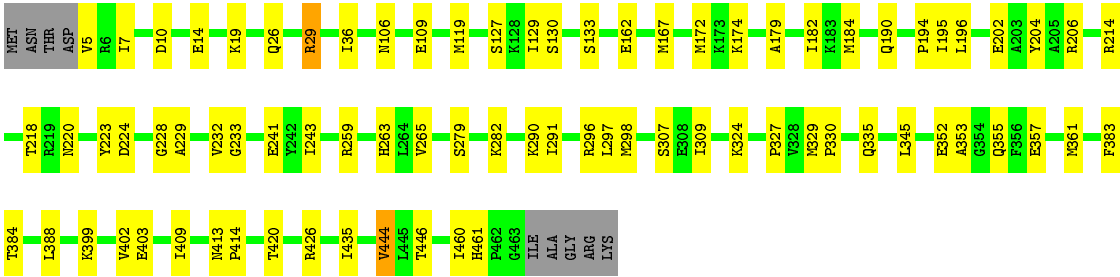 MET ASN THR ASP V5 R6 I7 D10 E14 K19 Q26 R29 I36 N106 E109 M119 S127 K128 I129 S130 S133 E162 M167 M172 K173 K174 A179 I182 K183 M184 Q190 P194 I195 L196 E202 A203 Y204 A205 R206 R214
T218 R219 N220 Y223 D224 G228 A229 V232 G233 E241 Y242 I243 R259 H263 L264 V265 S279 K282 K290 I291 R296 L297 M298 S307 E308 I309 K324 P327 V328 M329 P330 Q335 L345 E352 A353 G354 Q355 F356 E357 M361 F383
T384 L388 K399 V402 E403 I409 N413 P414 T420 R426 I435 V444 L445 T446 I460 H461 P462 G463 ILE ALA GLY ARG LYS